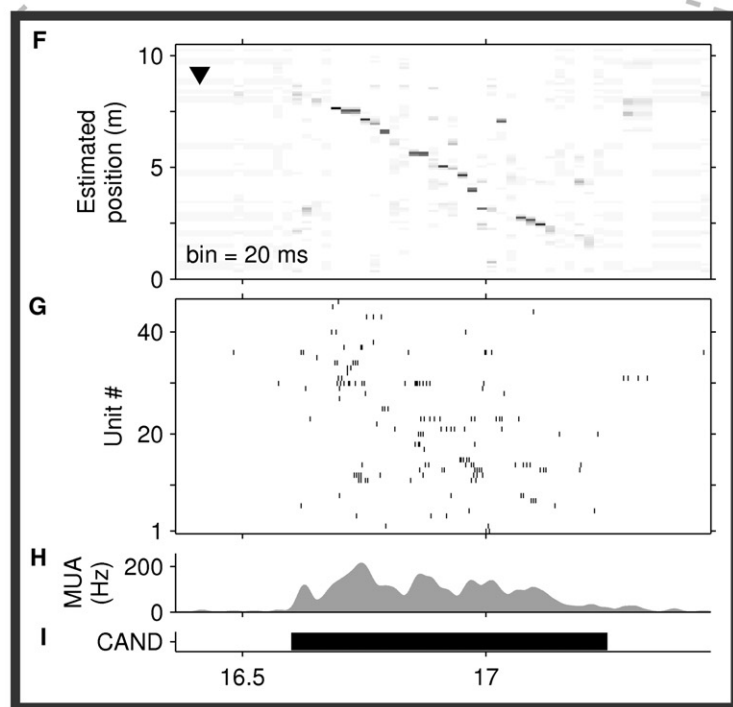 F
10
5
0
Estimated
position (m)
bin = 20 ms
G
40
20
1
Unit #
H
200
0
MUA
(Hz)
I
CAND
16.5 17